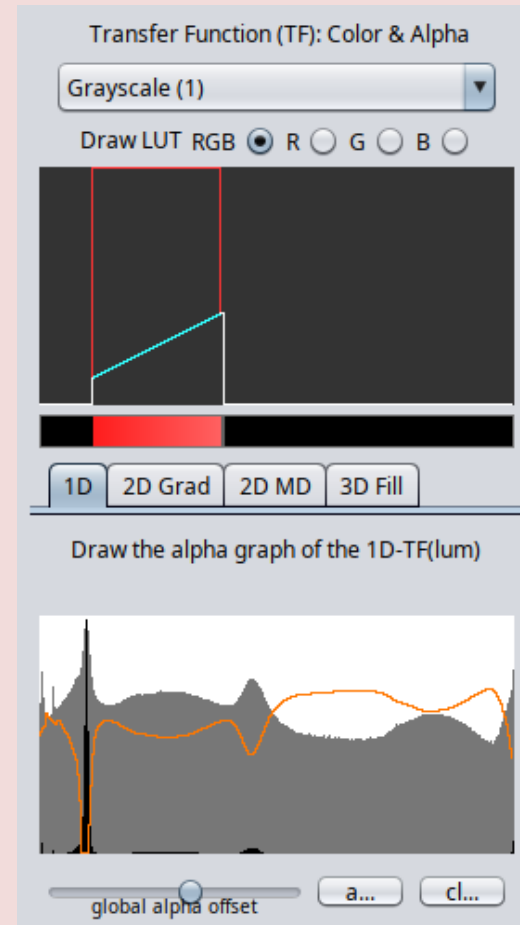 Transfer Function (TF): Color & Alpha
Grayscale (1)
Draw LUT RGB R G B
1D 2D Grad 2D MD 3D Fill
Draw the alpha graph of the 1D-TF(lum)
a... cl...
global alpha offset